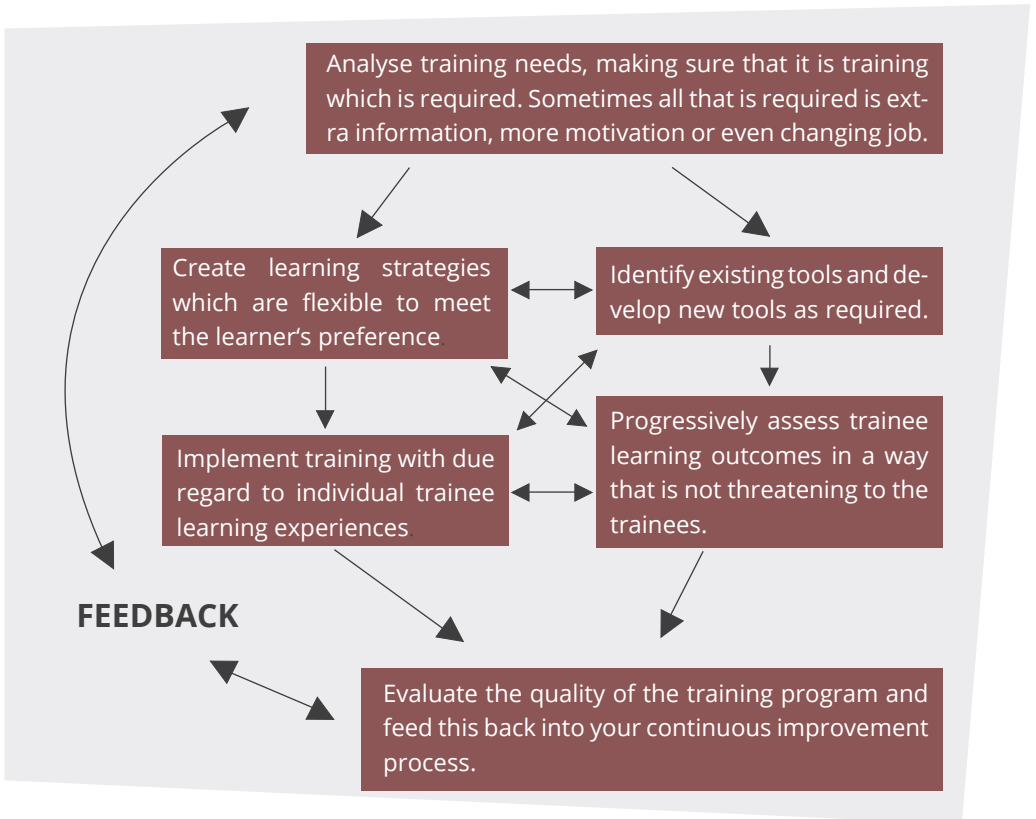 Analyse training needs, making sure that it is training
which is required. Sometimes all that is required is ext-
ra information, more motivation or even changing job.
Create learning strategies
which are flexible to meet
the learner‘s preference.
Identify existing tools and de-
velop new tools as required.
Implement training with due
regard to individual trainee
learning experiences.
Progressively assess trainee
learning outcomes in a way
that is not threatening to the
trainees.
FEEDBACK
Evaluate the quality of the training program and
feed this back into your continuous improvement
process.